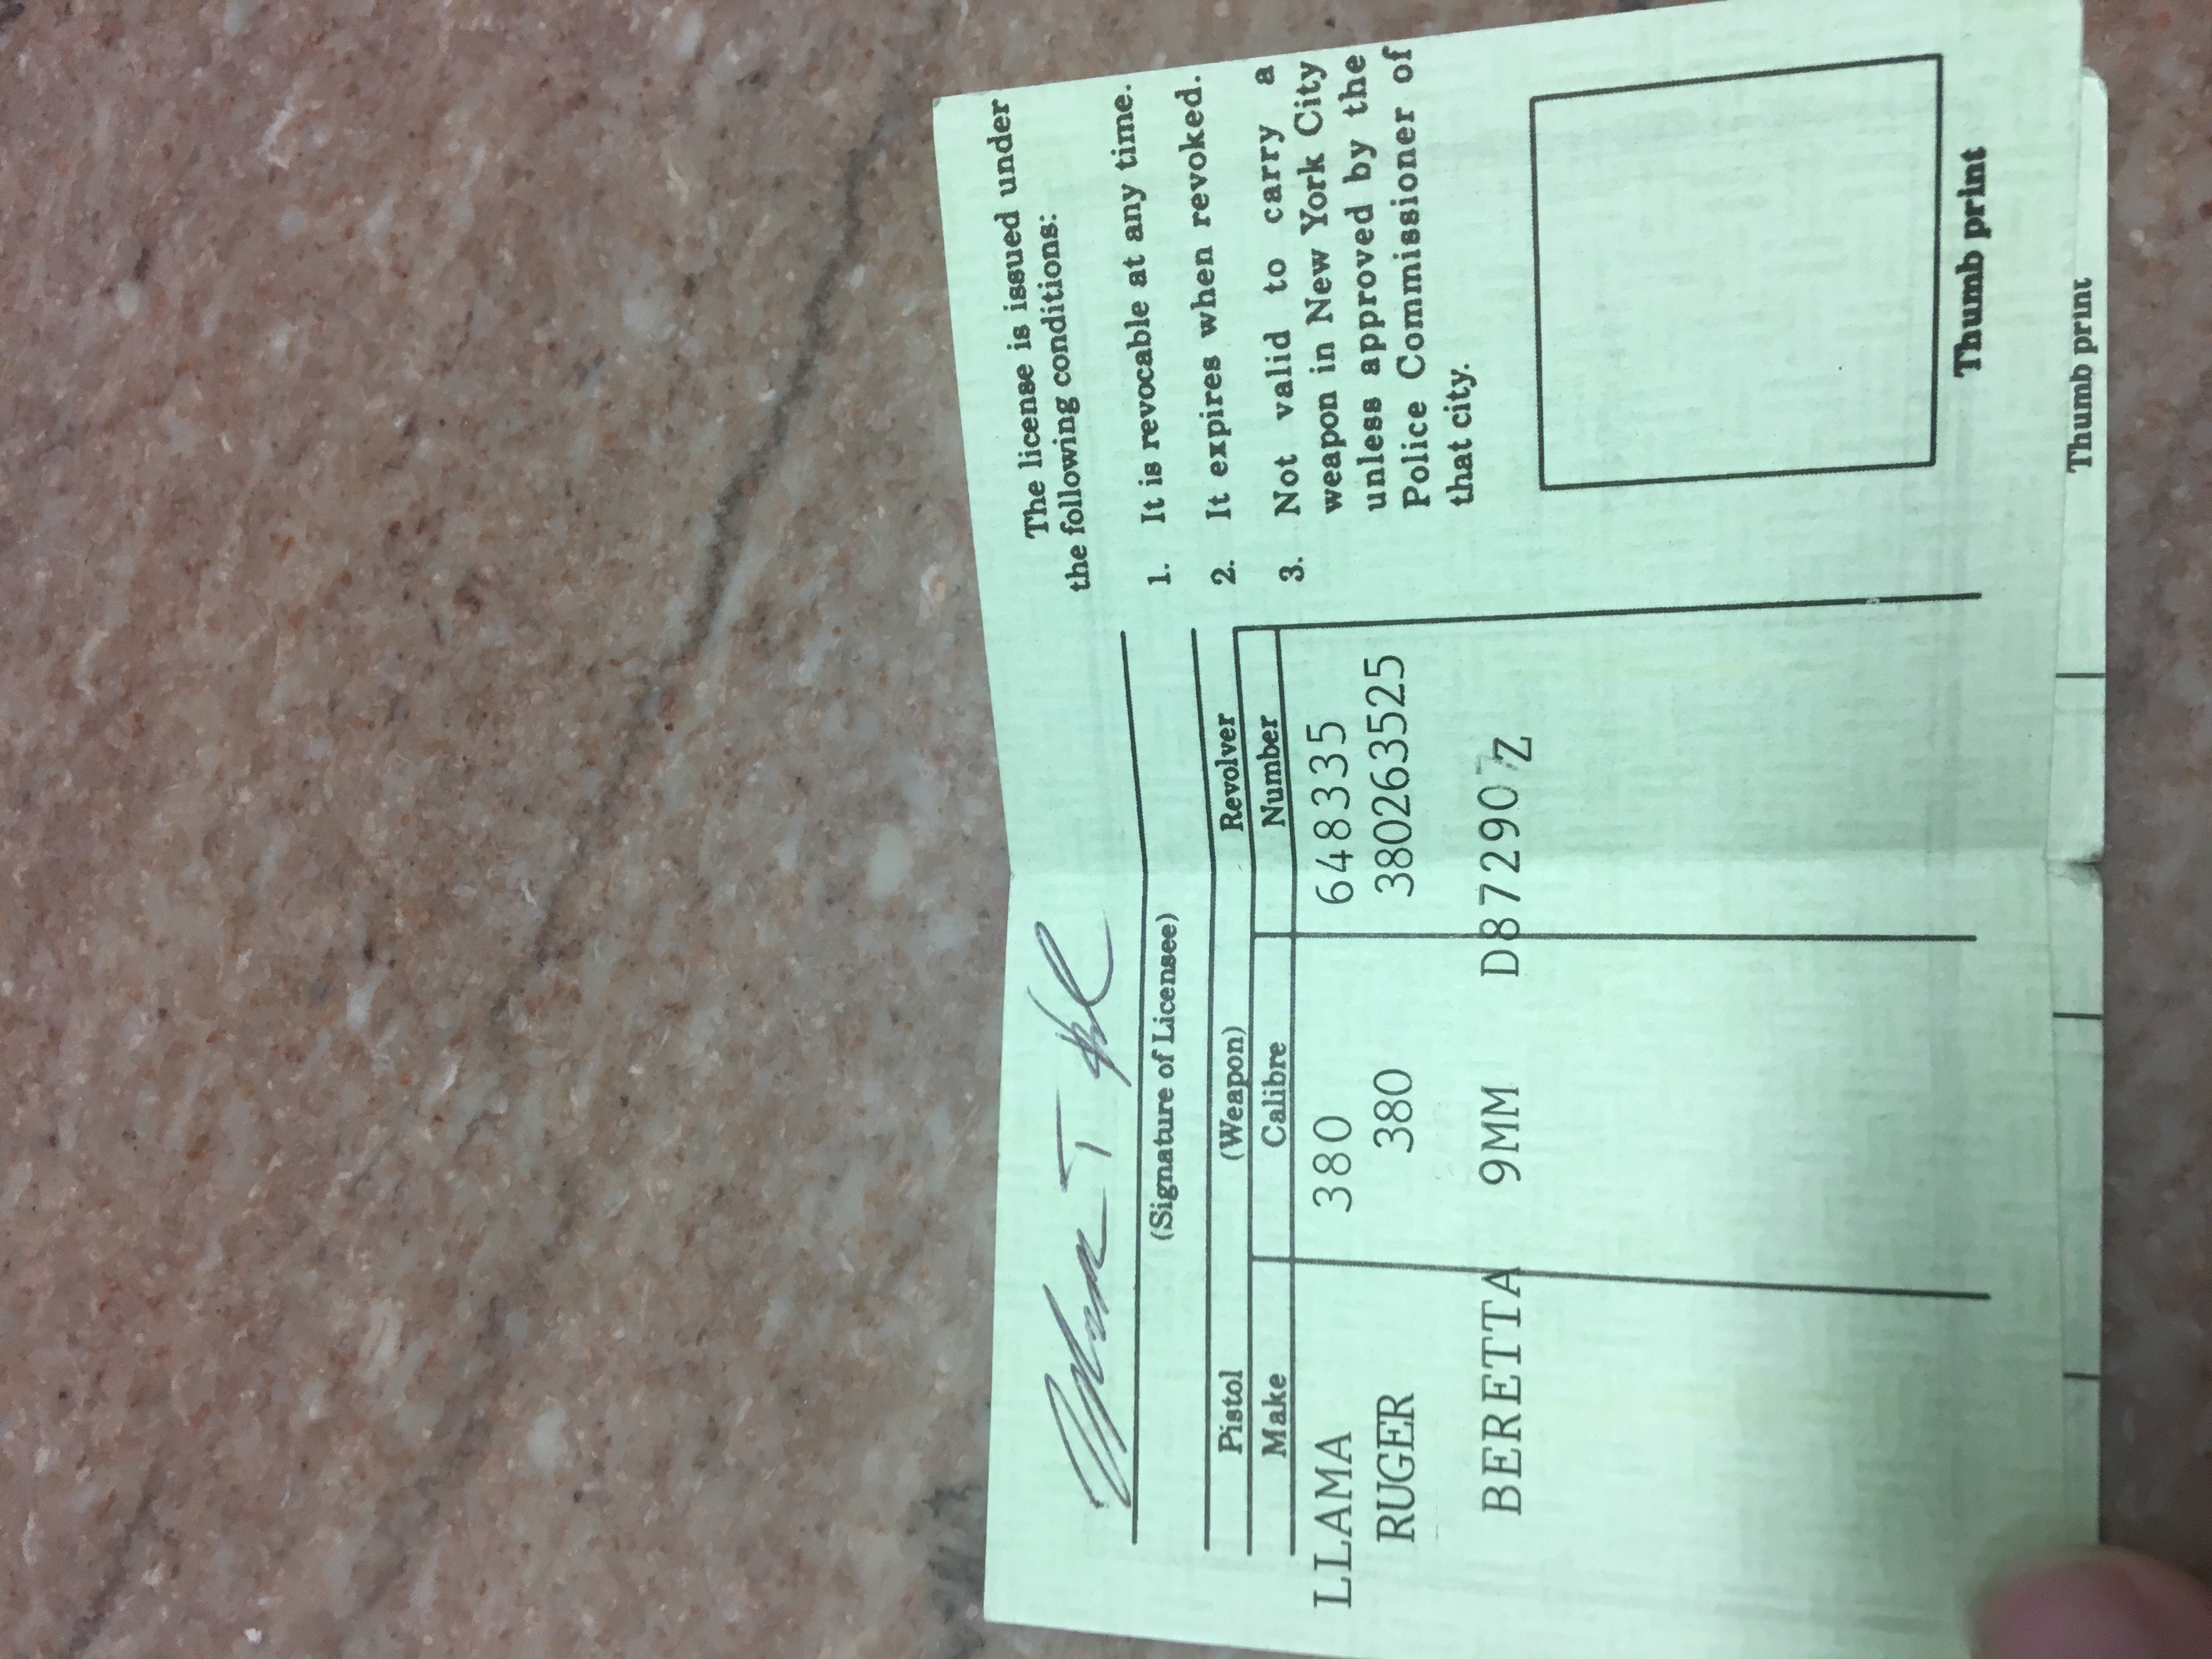 (Signature of Licensee)
Pistol (Weapon) Revolver
Make Calibre Number
LLAMA 380 648335
RUGER 380 380263525
BERETTA 9MM D872907Z
The license is issued under
the following conditions:
1. It is revocable at any time.
2. It expires when revoked.
3. Not valid to carry a
weapon in New York City
unless approved by the
Police Commissioner of
that city.
Thumb print
Thumb print